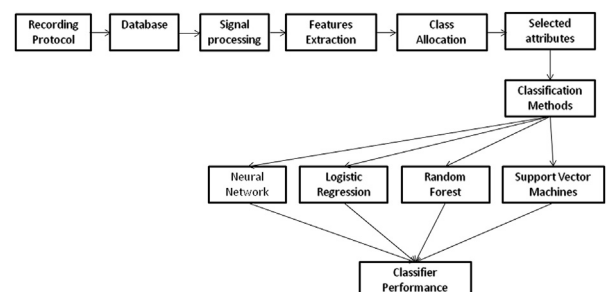 Recording
Protocol
Database
Signal
processing
Features
Extraction
Class
Allocation
Selected
attributes
Classification
Methods
Neural
Network
Logistic
Regression
Random
Forest
Support Vector
Machines
Classifier
Performance